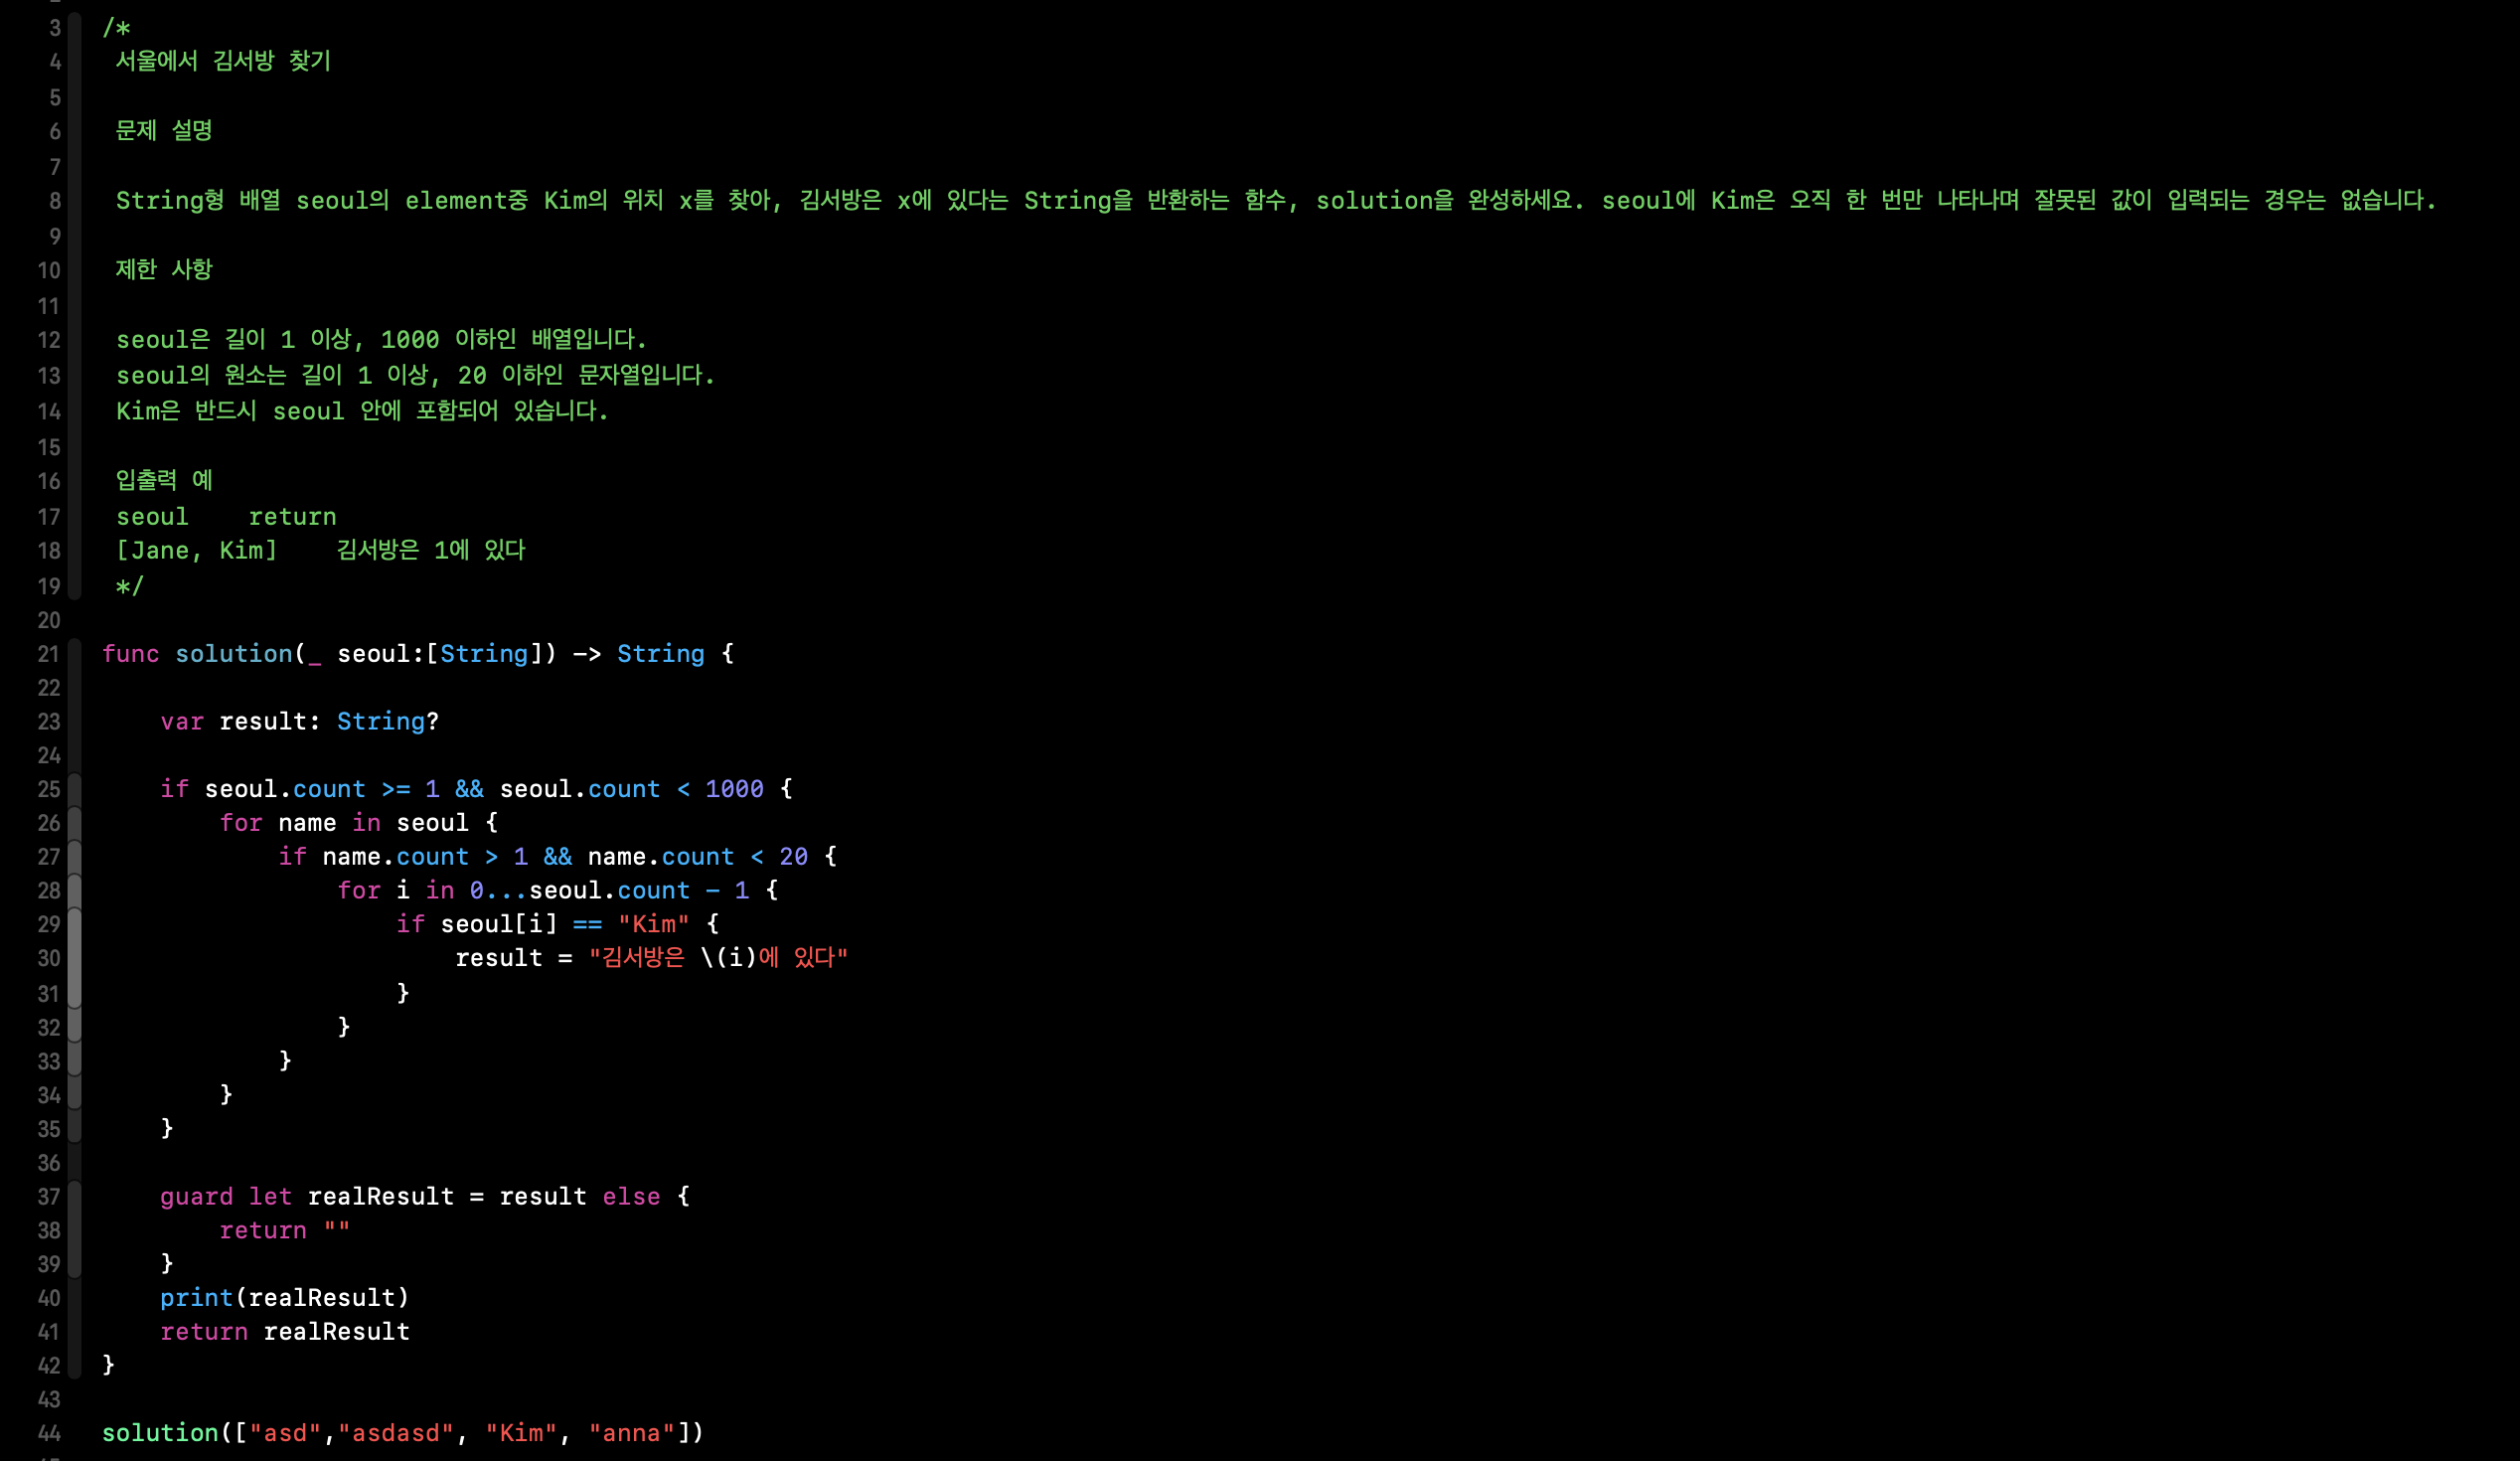 3 /*
4 서울에서 김서방 찾기
5
6 문제 설명
7
8 String형 배열 seoul의 element중 Kim의 위치 x를 찾아, 김서방은 x에 있다는 String을 반환하는 함수, solution을 완성하세요. seoul에 Kim은 오직 한 번만 나타나며 잘못된 값이 입력되는 경우는 없습니다.
9
10 제한 사항
11
12 seoul은 길이 1 이상, 1000 이하인 배열입니다.
13 seoul의 원소는 길이 1 이상, 20 이하인 문자열입니다.
14 Kim은 반드시 seoul 안에 포함되어 있습니다.
15
16 입출력 예
17 seoul    return
18 [Jane, Kim]    김서방은 1에 있다
19 */
20
21 func solution(_ seoul:[String]) -> String {
22
23     var result: String?
24
25     if seoul.count >= 1 && seoul.count < 1000 {
26         for name in seoul {
27             if name.count > 1 && name.count < 20 {
28                 for i in 0...seoul.count - 1 {
29                     if seoul[i] == "Kim" {
30                         result = "김서방은 \(i)에 있다"
31                     }
32                 }
33             }
34         }
35     }
36
37     guard let realResult = result else {
38         return ""
39     }
40     print(realResult)
41     return realResult
42 }
43
44 solution(["asd","asdasd", "Kim", "anna"])